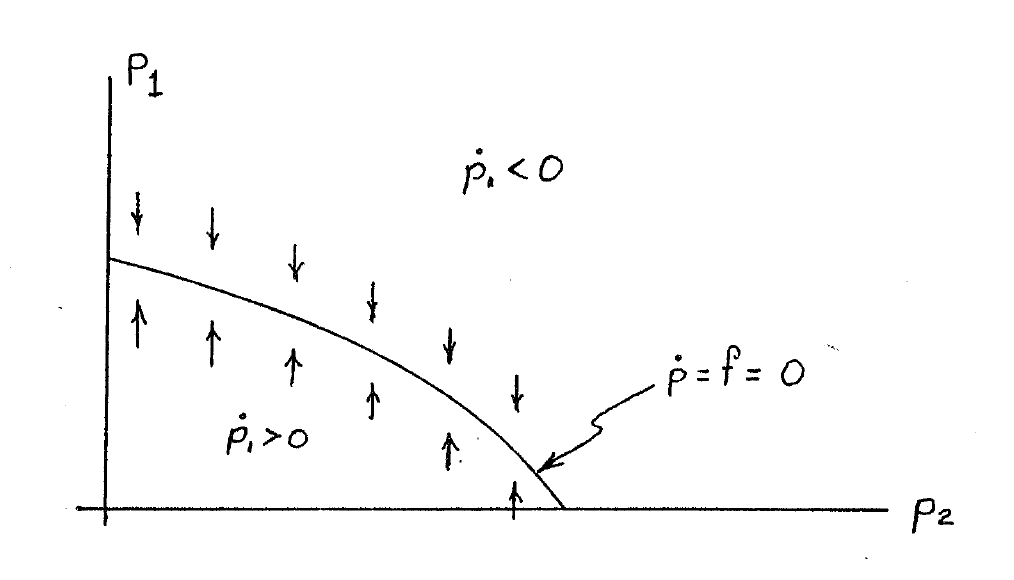 P₁
ṗ₁ < 0
ṗ = f = 0
ṗ₁ > 0
p₂